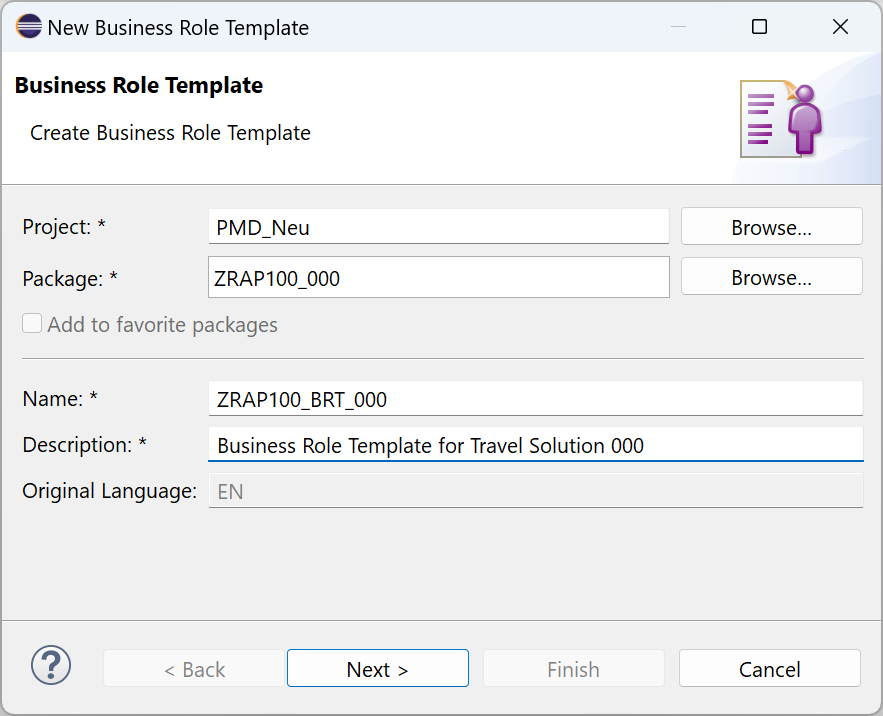 New Business Role Template
Business Role Template
Create Business Role Template
Project: * PMD_Neu Browse...
Package: * ZRAP100_000 Browse...
Add to favorite packages
Name: * ZRAP100_BRT_000
Description: * Business Role Template for Travel Solution 000
Original Language: EN
? < Back Next > Finish Cancel